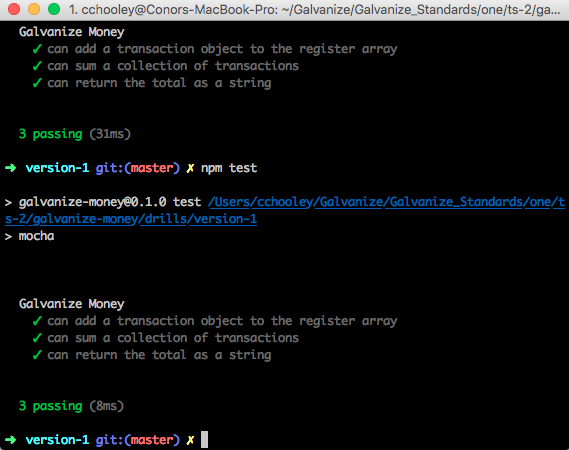 1. cchooley@Conors-MacBook-Pro: ~/Galvanize/Galvanize_Standards/one/ts-2/ga...
Galvanize Money
✓ can add a transaction object to the register array
✓ can sum a collection of transactions
✓ can return the total as a string
3 passing (31ms)
➜ version-1 git:(master) ✗ npm test
> galvanize-money@0.1.0 test /Users/cchooley/Galvanize/Galvanize_Standards/one/t
s-2/galvanize-money/drills/version-1
> mocha
Galvanize Money
✓ can add a transaction object to the register array
✓ can sum a collection of transactions
✓ can return the total as a string
3 passing (8ms)
➜ version-1 git:(master) ✗